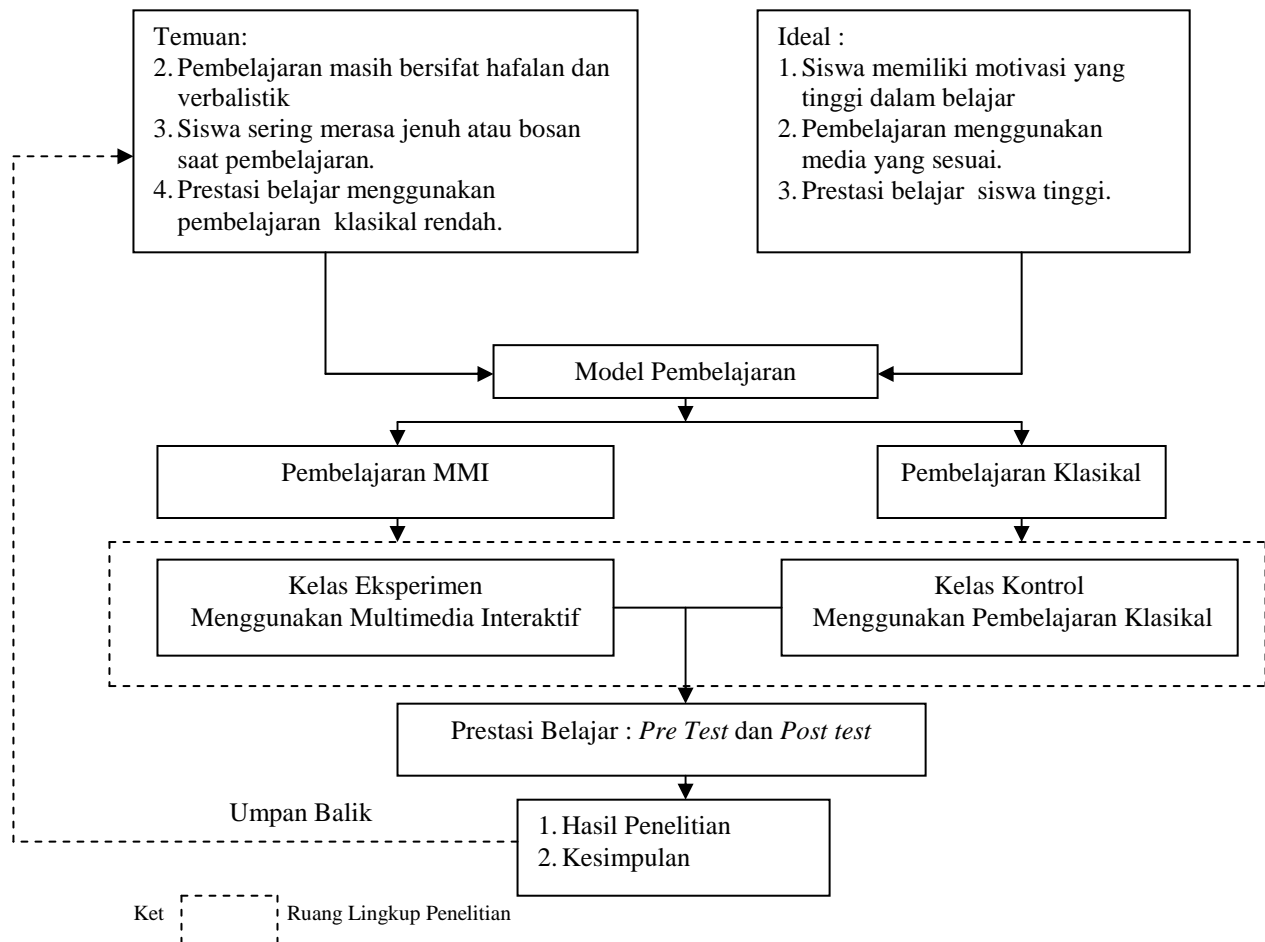 Temuan:
2. Pembelajaran masih bersifat hafalan dan
verbalistik
3. Siswa sering merasa jenuh atau bosan
saat pembelajaran.
4. Prestasi belajar menggunakan
pembelajaran klasikal rendah.
Ideal :
1. Siswa memiliki motivasi yang
tinggi dalam belajar
2. Pembelajaran menggunakan
media yang sesuai.
3. Prestasi belajar siswa tinggi.
Model Pembelajaran
Pembelajaran MMI
Pembelajaran Klasikal
Kelas Eksperimen
Menggunakan Multimedia Interaktif
Kelas Kontrol
Menggunakan Pembelajaran Klasikal
Prestasi Belajar : Pre Test dan Post test
Umpan Balik
1. Hasil Penelitian
2. Kesimpulan
Ket
Ruang Lingkup Penelitian